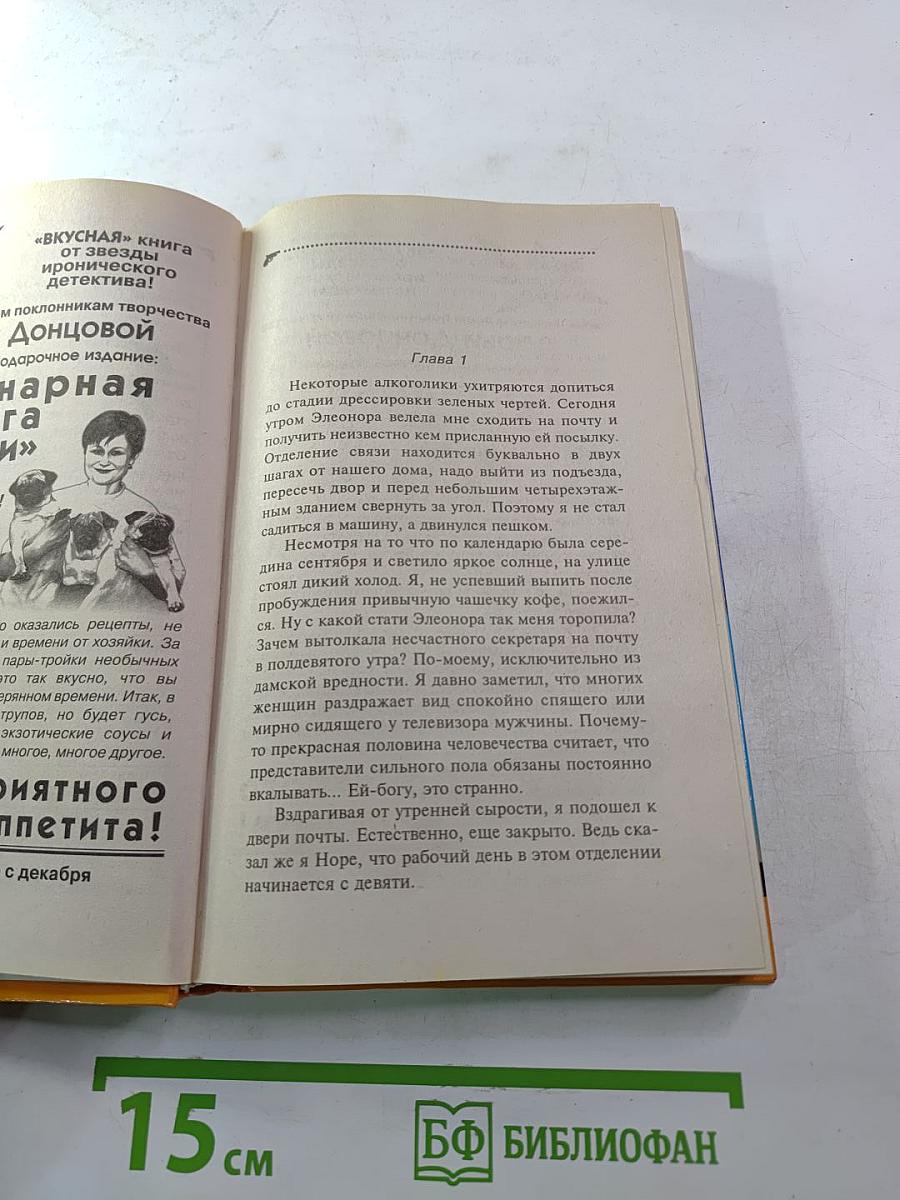 «ВКУСНАЯ» книга
от звезды
иронического
детектива!
поклонникам творчества
Донцовой
одарочное издание:
нарная
га
и»
о оказались рецепты, не
и времени от хозяйки. За
пары-тройки необычных
это так вкусно, что вы
ерянном времени. Итак, в
трупов, но будет гусь,
экзотические соусы и
многое, многое другое.
риятного
ппетита!
с декабря
Глава 1
Некоторые алкоголики ухитряются допиться
до стадии дрессировки зеленых чертей. Сегодня
утром Элеонора велела мне сходить на почту и
получить неизвестно кем присланную ей посылку.
Отделение связи находится буквально в двух
шагах от нашего дома, надо выйти из подъезда,
пересечь двор и перед небольшим четырехэтаж-
ным зданием свернуть за угол. Поэтому я не стал
садиться в машину, а двинулся пешком.
Несмотря на то что по календарю была сере-
дина сентября и светило яркое солнце, на улице
стоял дикий холод. Я, не успевший выпить после
пробуждения привычную чашечку кофе, поежил-
ся. Ну с какой стати Элеонора так меня торопила?
Зачем вытолкала несчастного секретаря на почту
в полдевятого утра? По-моему, исключительно из
дамской вредности. Я давно заметил, что многих
женщин раздражает вид спокойно спящего или
мирно сидящего у телевизора мужчины. Почему-
то прекрасная половина человечества считает, что
представители сильного пола обязаны постоянно
вкалывать... Ей-богу, это странно.
Вздрагивая от утренней сырости, я подошел к
двери почты. Естественно, еще закрыто. Ведь ска-
зал же я Норе, что рабочий день в этом отделении
начинается с девяти.
15 см
БФ БИБЛИОФАН